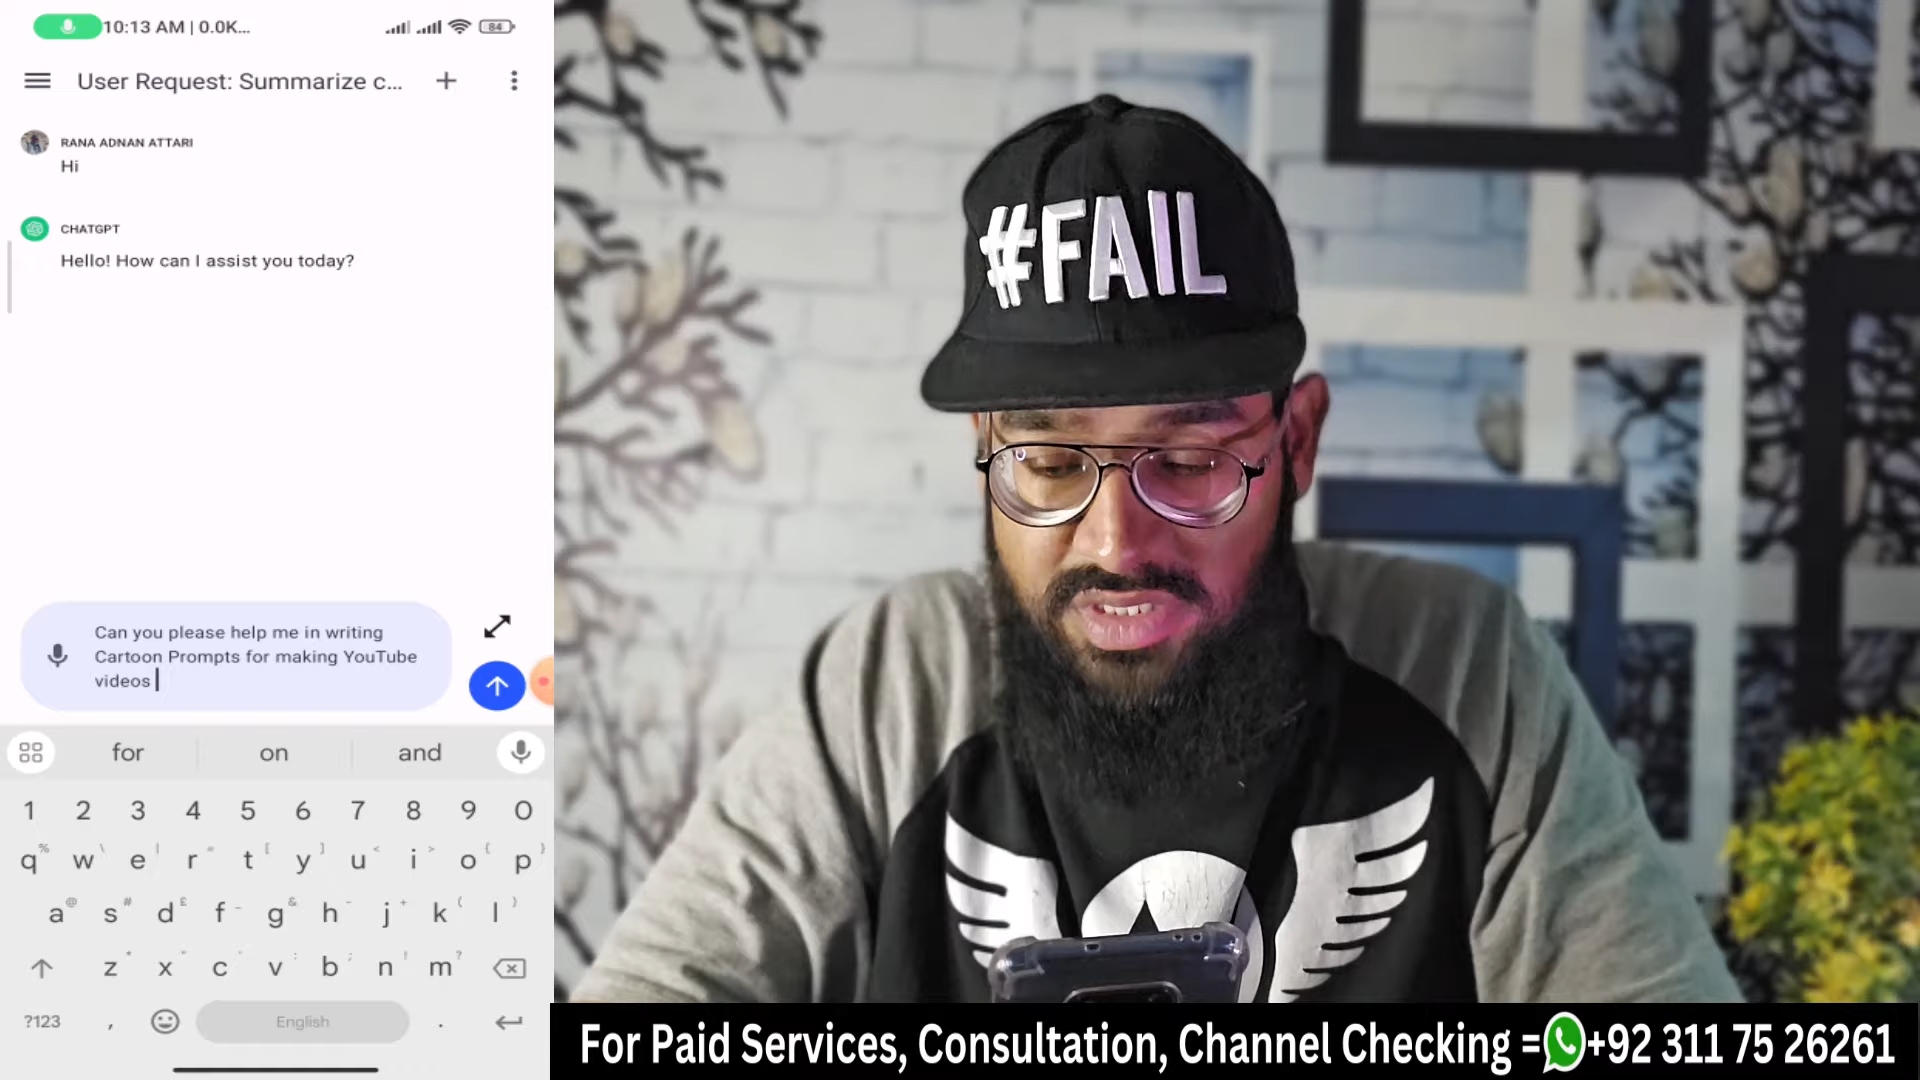 10:13 AM | 0.0K...
84
User Request: Summarize c...
RANA ADNAN ATTARI
Hi
CHATGPT
Hello! How can I assist you today?
Can you please help me in writing
Cartoon Prompts for making YouTube
videos
for on and
1 2 3 4 5 6 7 8 9 0
q w e r t y u i o p
a s d f g h j k l
z x c v b n m
?123 , English .
#FAIL
For Paid Services, Consultation, Channel Checking = +92 311 75 26261